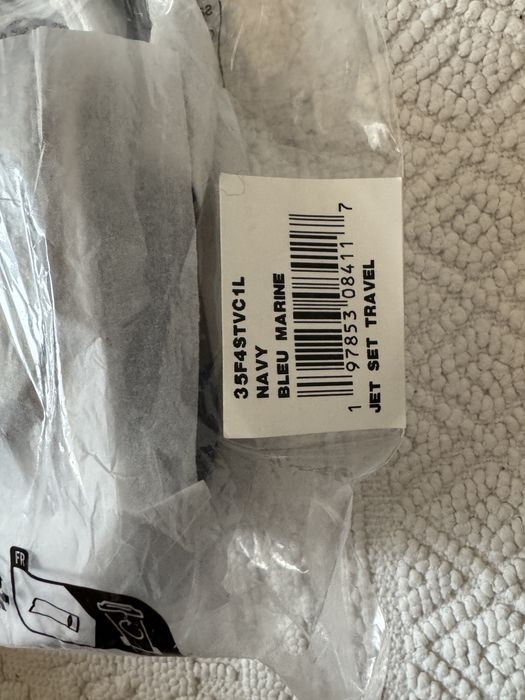 35F4STVC1L
NAVY
BLEU MARINE
1 97853 08411 7
JET SET TRAVEL
FR